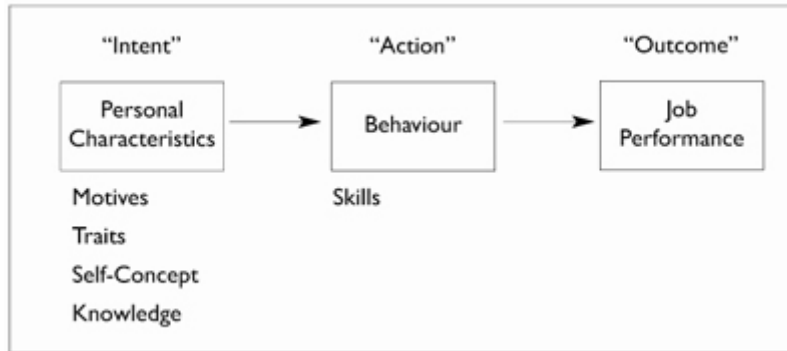 “Intent”
“Action”
“Outcome”
Personal
Characteristics
Behaviour
Job
Performance
Motives
Skills
Traits
Self-Concept
Knowledge